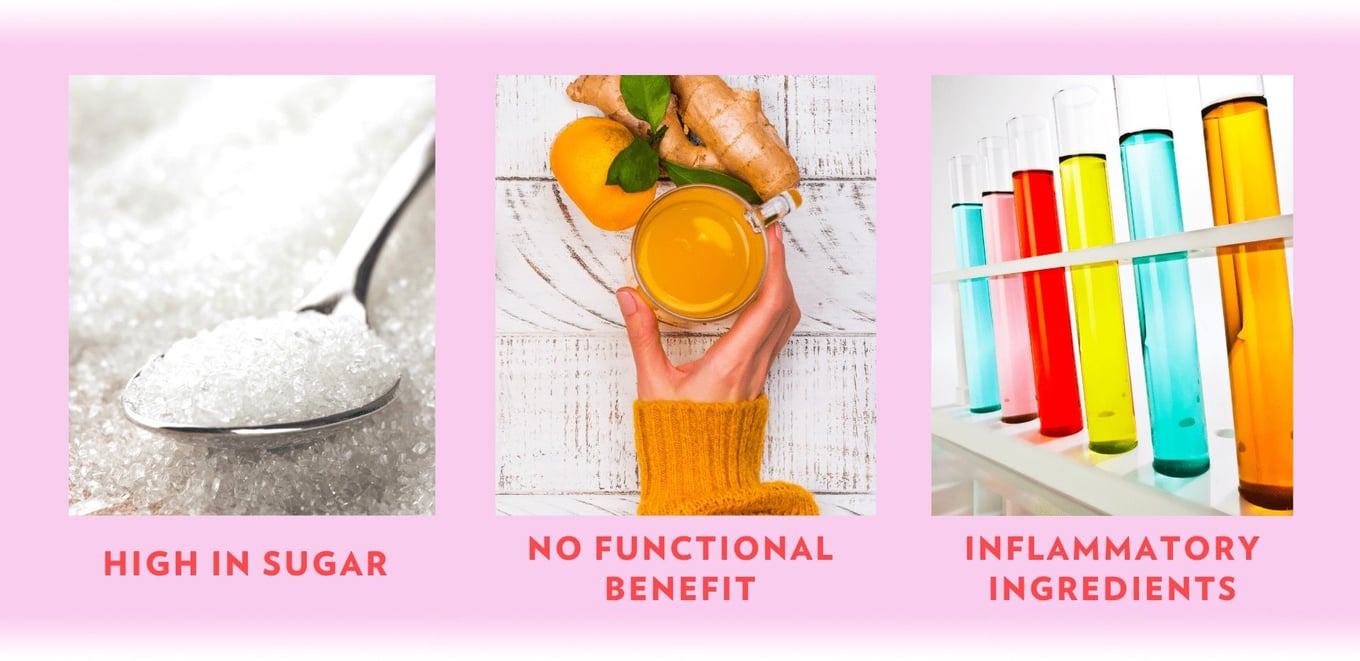 HIGH IN SUGAR
NO FUNCTIONAL
BENEFIT
INFLAMMATORY
INGREDIENTS